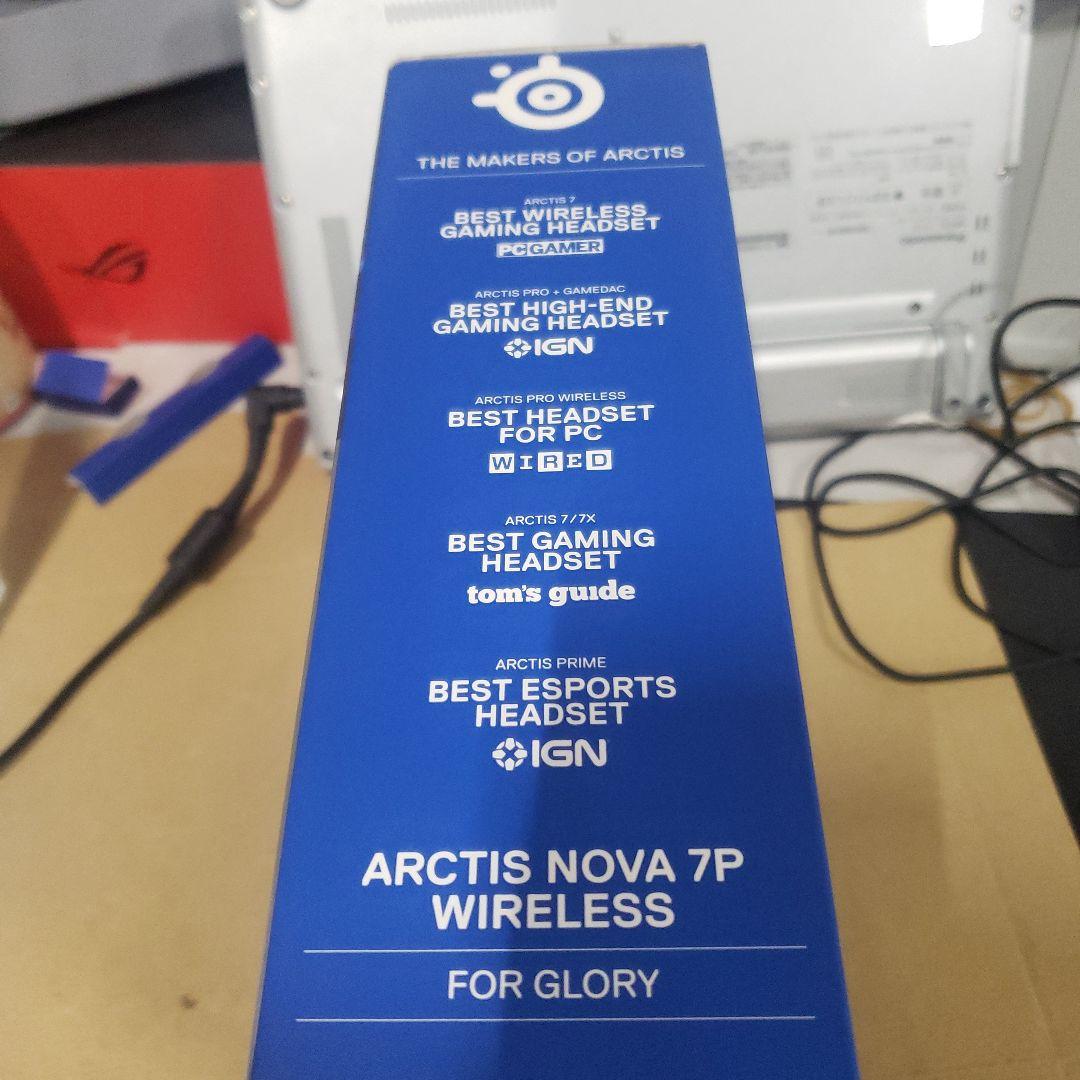 THE MAKERS OF ARCTIS
ARCTIS 7
BEST WIRELESS
GAMING HEADSET
PC GAMER
ARCTIS PRO + GAMEDAC
BEST HIGH-END
GAMING HEADSET
IGN
ARCTIS PRO WIRELESS
BEST HEADSET
FOR PC
WIRED
ARCTIS 7/7X
BEST GAMING
HEADSET
tom's guide
ARCTIS PRIME
BEST ESPORTS
HEADSET
IGN
ARCTIS NOVA 7P
WIRELESS
FOR GLORY